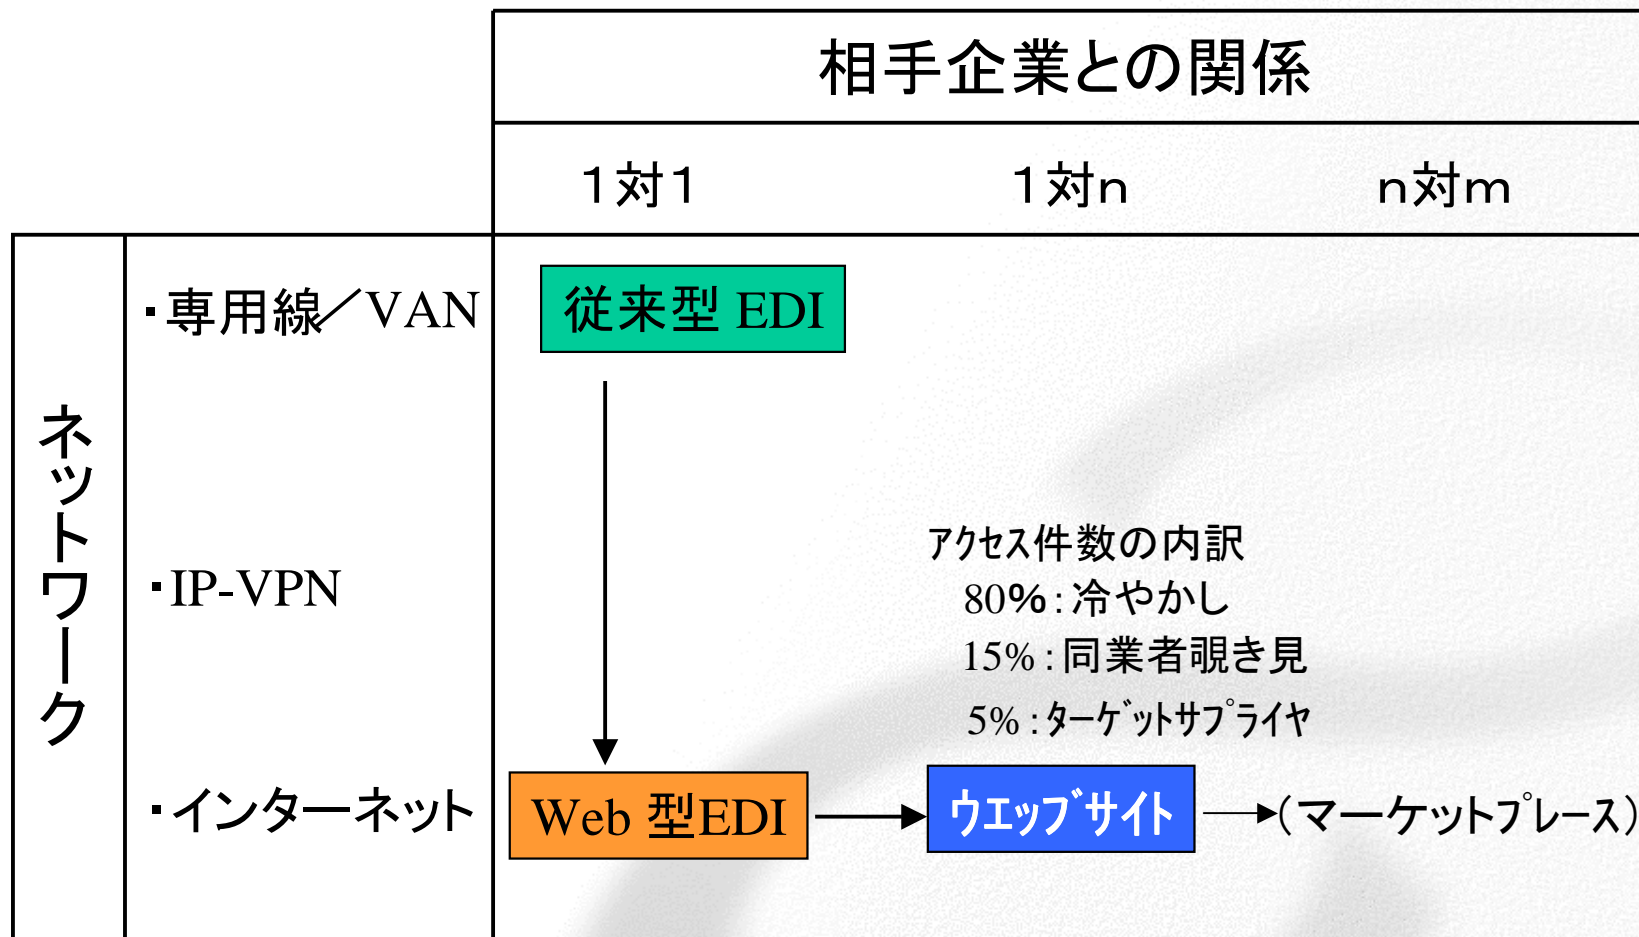 相手企業との関係
１対１ １対ｎ ｎ対ｍ
ネットワーク
・専用線／VAN
従来型 EDI
アクセス件数の内訳
・IP-VPN
80％：冷やかし
15%：同業者覗き見
5%：ﾀｰｹﾞｯﾄｻﾌﾟﾗｲﾔ
・インターネット
Web 型EDI
ウエッブサイト
（マーケットプレース）